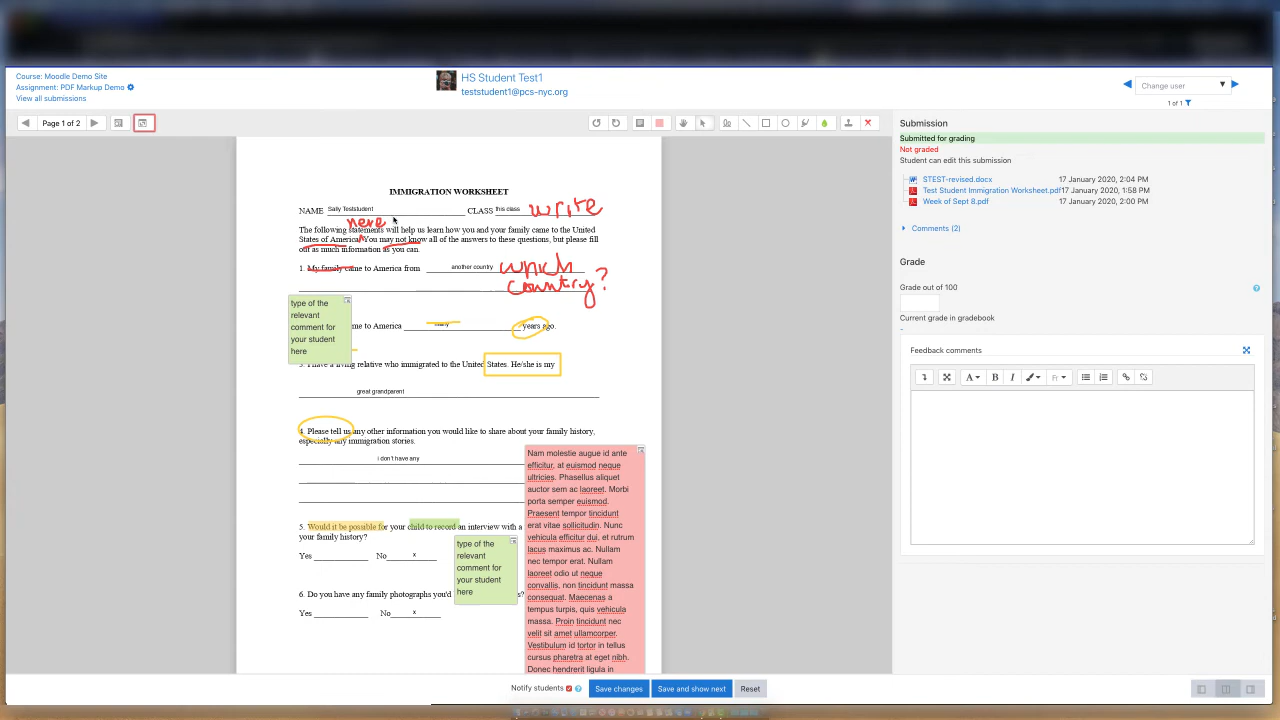 Course: Moodle Demo Site
Assignment: PDF Markup Demo
View all submissions
HS Student Test1
teststudent1@pcs-nyc.org
Change user
1 of 1
Page 1 of 2
IMMIGRATION WORKSHEET
NAME Sally Teststudent CLASS this class write
here
The following statements will help us learn how you and your family came to the United
States of America. You may not know all of the answers to these questions, but please fill
out as much information as you can.
1. My family came to America from another country which
country?
type of the
relevant
comment for
your student
here
me to America many years ago.
3. I have a living relative who immigrated to the United States. He/she is my
great grandparent
4. Please tell us any other information you would like to share about your family history,
especially any immigration stories.
i don't have any
5. Would it be possible for your child to record an interview with a
your family history?
Yes No x
6. Do you have any family photographs you'd s?
Yes No x
type of the
relevant
comment for
your student
here
Nam molestie augue id ante
efficitur, at euismod neque
ultricies. Phasellus aliquet
auctor sem ac laoreet. Morbi
porta semper euismod.
Praesent tempor tincidunt
erat vitae sollicitudin. Nunc
vehicula efficitur dui, et rutrum
lacus maximus ac. Nullam
nec tempor erat. Nullam
laoreet odio ut neque
convallis, non tincidunt massa
consequat. Maecenas a
tempus turpis, quis vehicula
massa. Proin tincidunt nec
velit sit amet ullamcorper.
Vestibulum id tortor in tellus
cursus pharetra at eget nibh.
Donec hendrerit ligula in
Submission
Submitted for grading
Not graded
Student can edit this submission
STEST-revised.docx 17 January 2020, 2:04 PM
Test Student Immigration Worksheet.pdf 17 January 2020, 1:58 PM
Week of Sept 8.pdf 17 January 2020, 2:00 PM
Comments (2)
Grade
Grade out of 100
Current grade in gradebook
-
Feedback comments
A B I Fr
Notify students Save changes Save and show next Reset